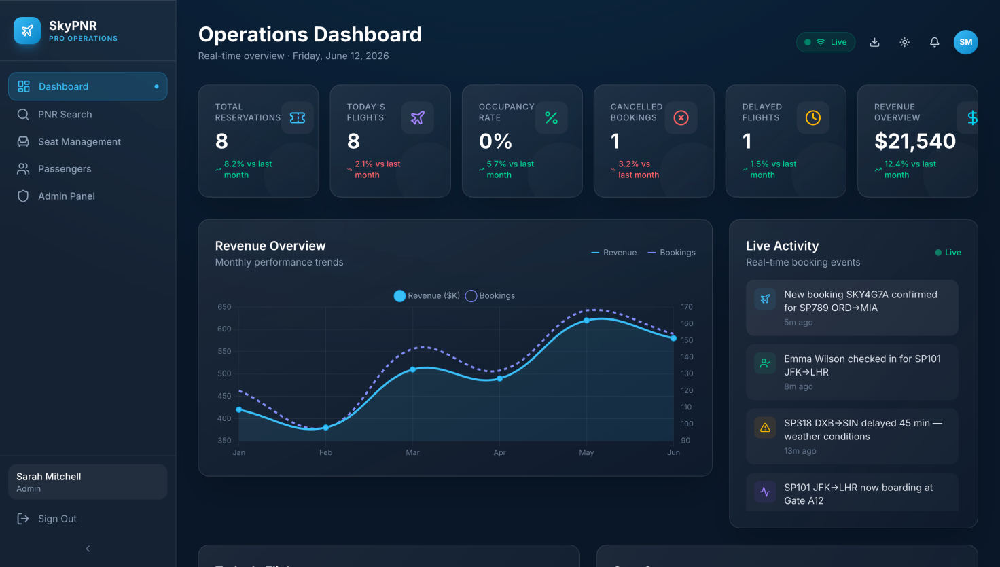 SkyPNR
PRO OPERATIONS
Dashboard
PNR Search
Seat Management
Passengers
Admin Panel
Sarah Mitchell
Admin
Sign Out
Operations Dashboard
Real-time overview · Friday, June 12, 2026
Live
SM
TOTAL
RESERVATIONS
8
8.2% vs last
month
TODAY'S
FLIGHTS
8
2.1% vs last
month
OCCUPANCY
RATE
0%
5.7% vs last
month
CANCELLED
BOOKINGS
1
3.2% vs
last month
DELAYED
FLIGHTS
1
1.5% vs last
month
REVENUE
OVERVIEW
$21,540
12.4% vs last
month
Revenue Overview
Monthly performance trends
Revenue
Bookings
Revenue ($K)
Bookings
650
600
550
500
450
400
350
170
160
150
140
130
120
110
100
90
Jan
Feb
Mar
Apr
May
Jun
Live Activity
Real-time booking events
Live
New booking SKY4G7A confirmed
for SP789 ORD→MIA
5m ago
Emma Wilson checked in for SP101
JFK→LHR
8m ago
SP318 DXB→SIN delayed 45 min —
weather conditions
13m ago
SP101 JFK→LHR now boarding at
Gate A12